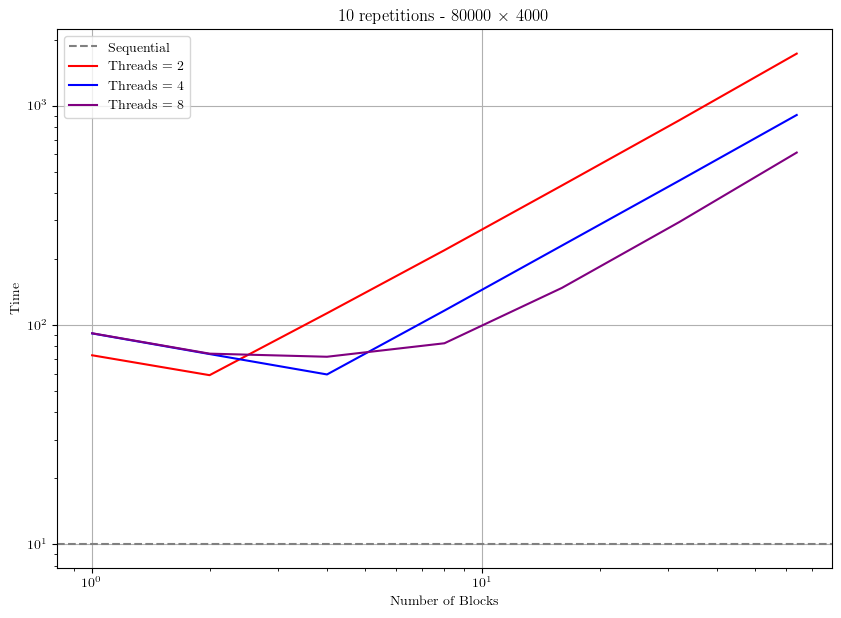 10 repetitions - 80000 × 4000
Sequential
Threads = 2
Threads = 4
Threads = 8
10³
10²
10¹
Time
10⁰
10¹
Number of Blocks